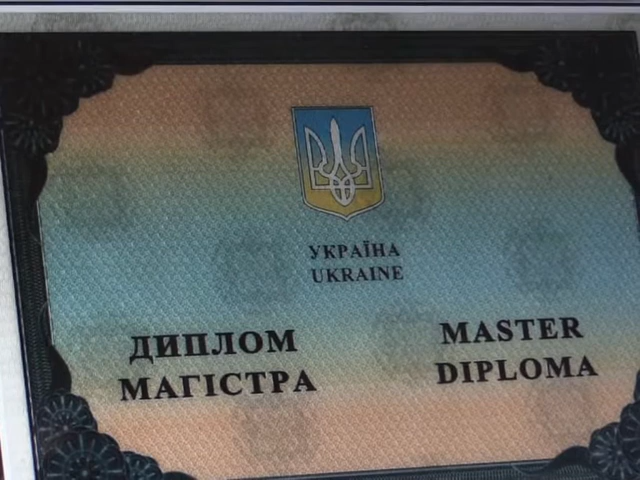 УКРАЇНА
UKRAINE
ДИПЛОМ
МАГІСТРА
MASTER
DIPLOMA